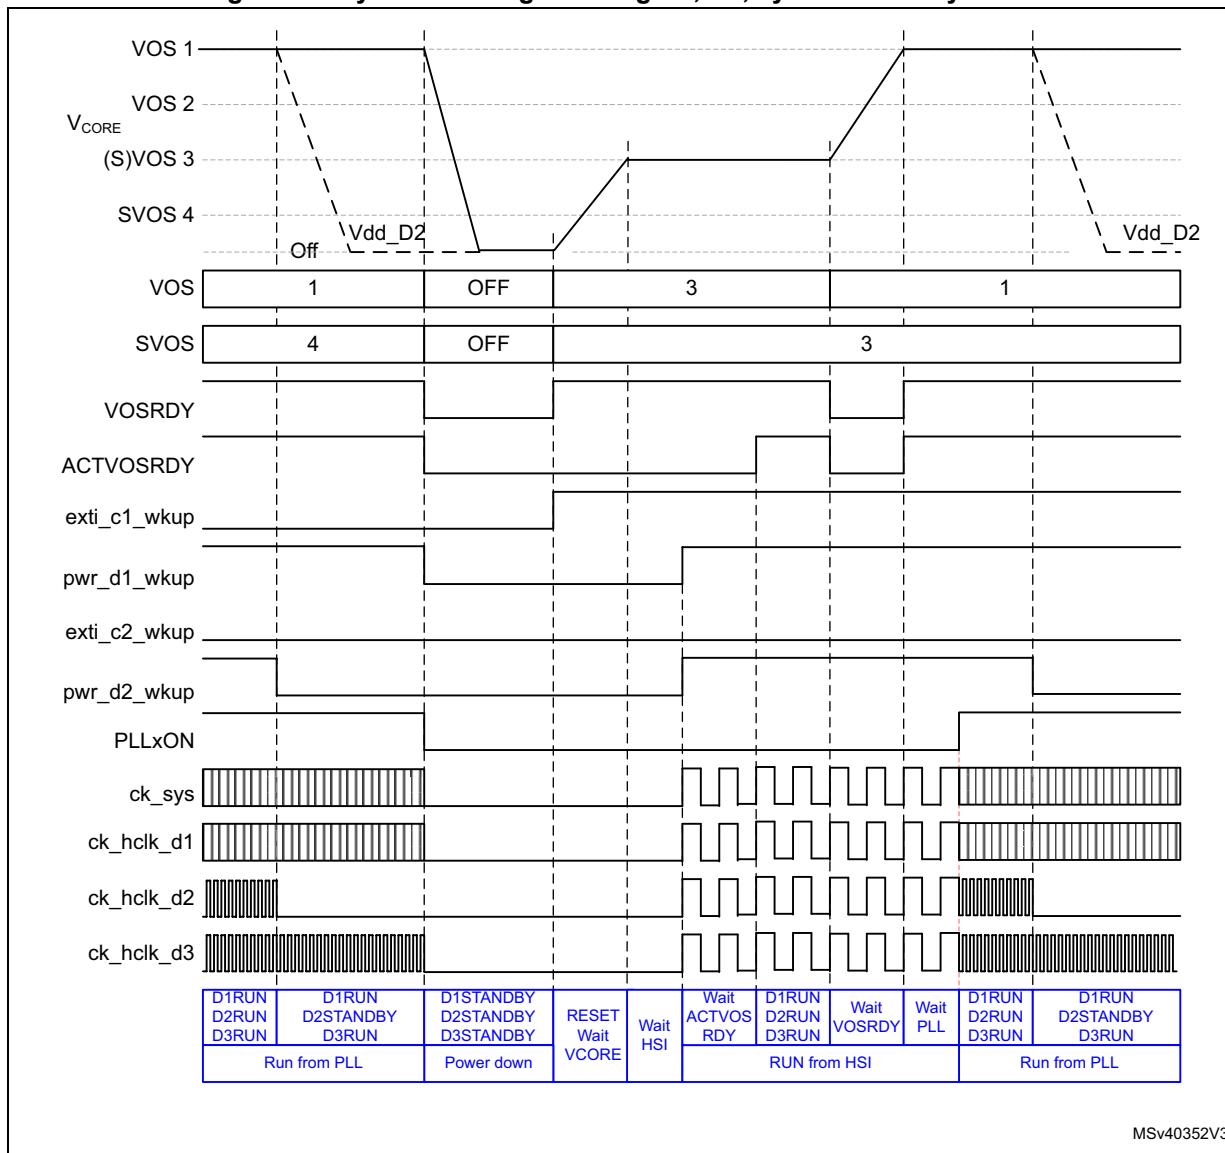 VOS 1
VOS 2
VCORE
(S)VOS 3
SVOS 4
Vdd_D2
Vdd_D2
Off
VOS 1 OFF 3 1
SVOS 4 OFF 3
VOSRDY
ACTVOSRDY
exti_c1_wkup
pwr_d1_wkup
exti_c2_wkup
pwr_d2_wkup
PLLxON
ck_sys
ck_hclk_d1
ck_hclk_d2
ck_hclk_d3
D1RUN
D2RUN
D3RUN
D1RUN
D2STANDBY
D3RUN
Run from PLL
D1STANDBY
D2STANDBY
D3STANDBY
Power down
RESET
Wait
VCORE
Wait
HSI
Wait
ACTVOS
RDY
D1RUN
D2RUN
D3RUN
Wait
VOSRDY
Wait
PLL
RUN from HSI
D1RUN
D2RUN
D3RUN
D1RUN
D2STANDBY
D3RUN
Run from PLL
MSv40352V3